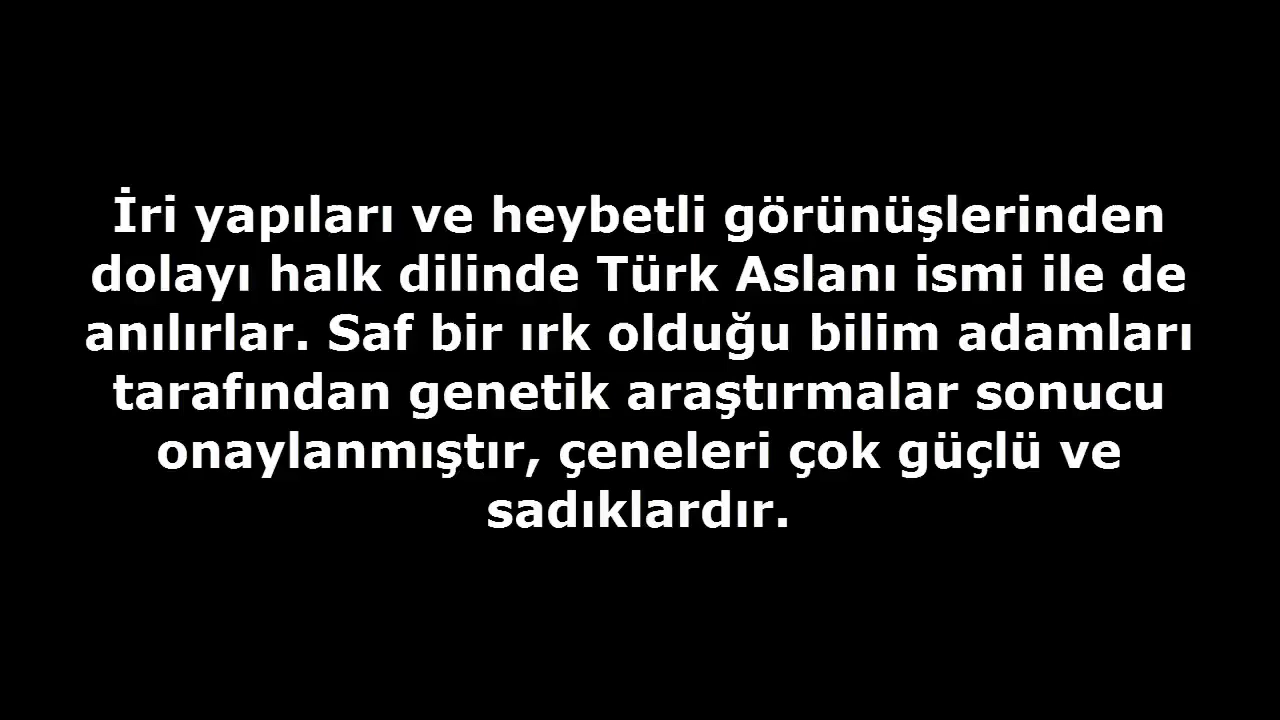 İri yapıları ve heybetli görünüşlerinden
dolayı halk dilinde Türk Aslanı ismi ile de
anılırlar. Saf bir ırk olduğu bilim adamları
tarafından genetik araştırmalar sonucu
onaylanmıştır, çeneleri çok güçlü ve
sadıklardır.